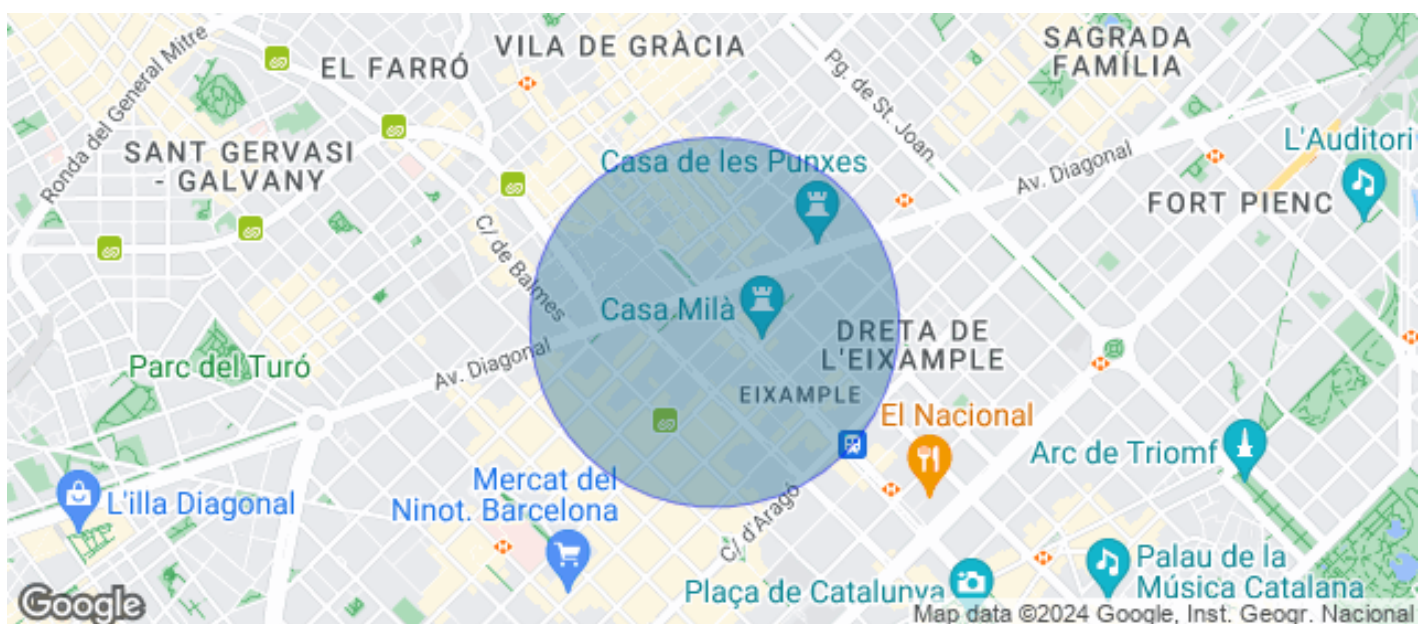 Ronda del General Mitre
EL FARRÓ
VILA DE GRÀCIA
SAGRADA
FAMÍLIA
Pg. de St. Joan
SANT GERVASI
- GALVANY
Casa de les Punxes
Av. Diagonal
L'Auditori
FORT PIENC
C/ de Balmes
Casa Milà
DRETA DE
L'EIXAMPLE
Parc del Turó
Av. Diagonal
EIXAMPLE
El Nacional
Arc de Triomf
L'illa Diagonal
Mercat del
Ninot. Barcelona
C/ d'Aragó
Plaça de Catalunya
Palau de la
Música Catalana
Google
Map data ©2024 Google, Inst. Geogr. Nacional